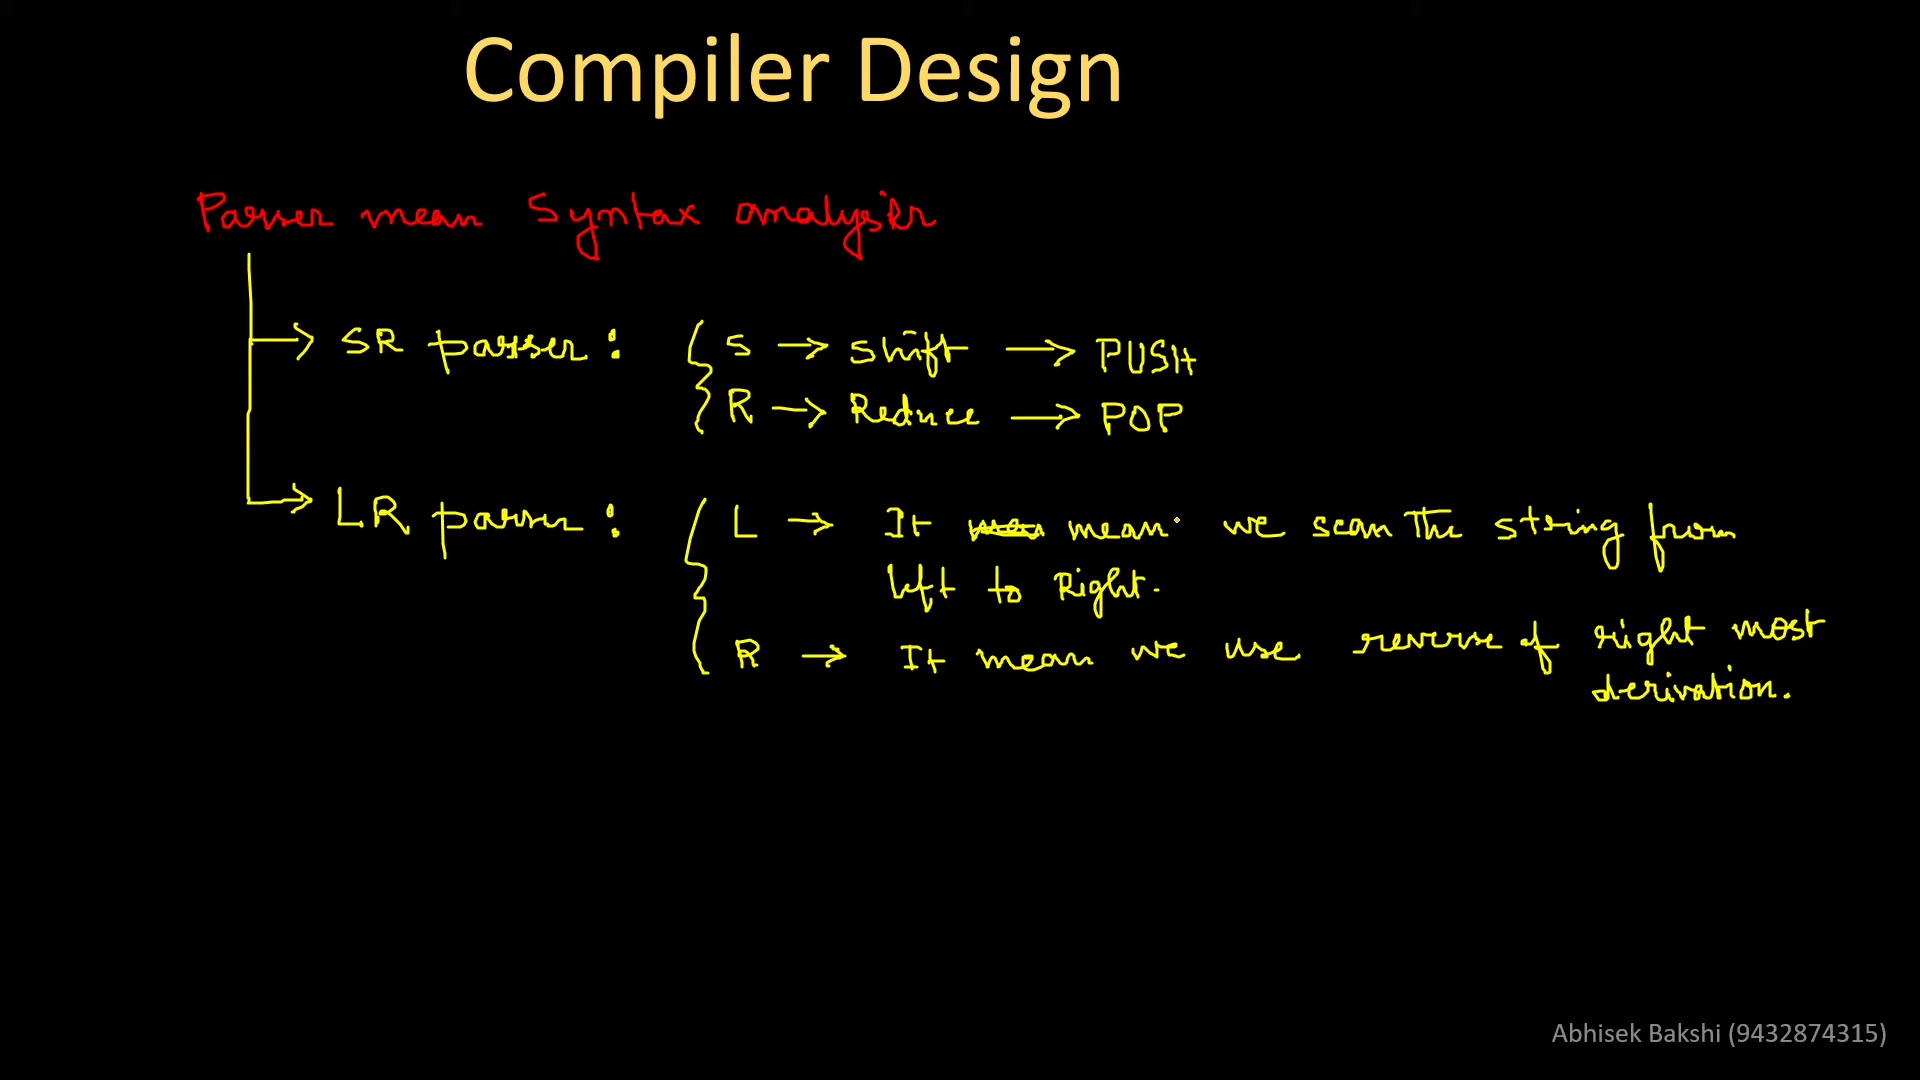 Compiler Design
Parser mean Syntax analyser
SR parser : S → Shift → PUSH
R → Reduce → POP
LR parser : L → It mean we scan The string from
left to Right.
R → It mean we use reverse of right most
derivation.
Abhisek Bakshi (9432874315)